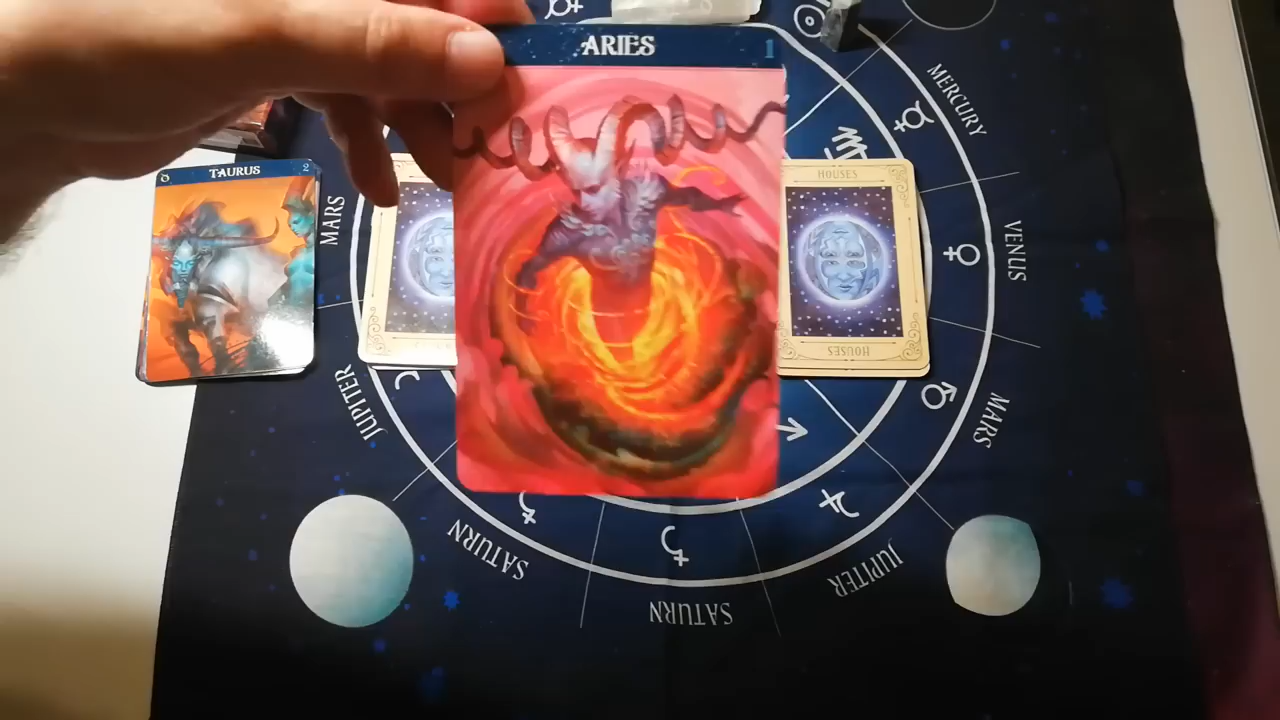 ARIES 1
TAURUS 2
HOUSES
HOUSES
MERCURY
VENUS
MARS
JUPITER
SATURN
SATURN
JUPITER
MARS